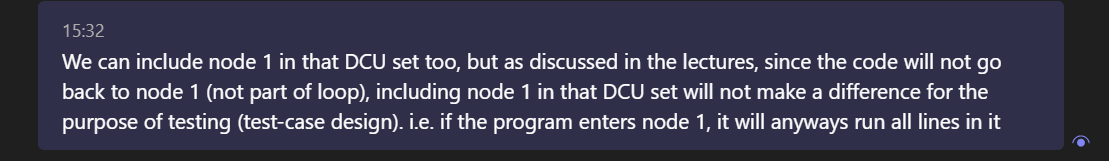 15:32
We can include node 1 in that DCU set too, but as discussed in the lectures, since the code will not go
back to node 1 (not part of loop), including node 1 in that DCU set will not make a difference for the
purpose of testing (test-case design). i.e. if the program enters node 1, it will anyways run all lines in it